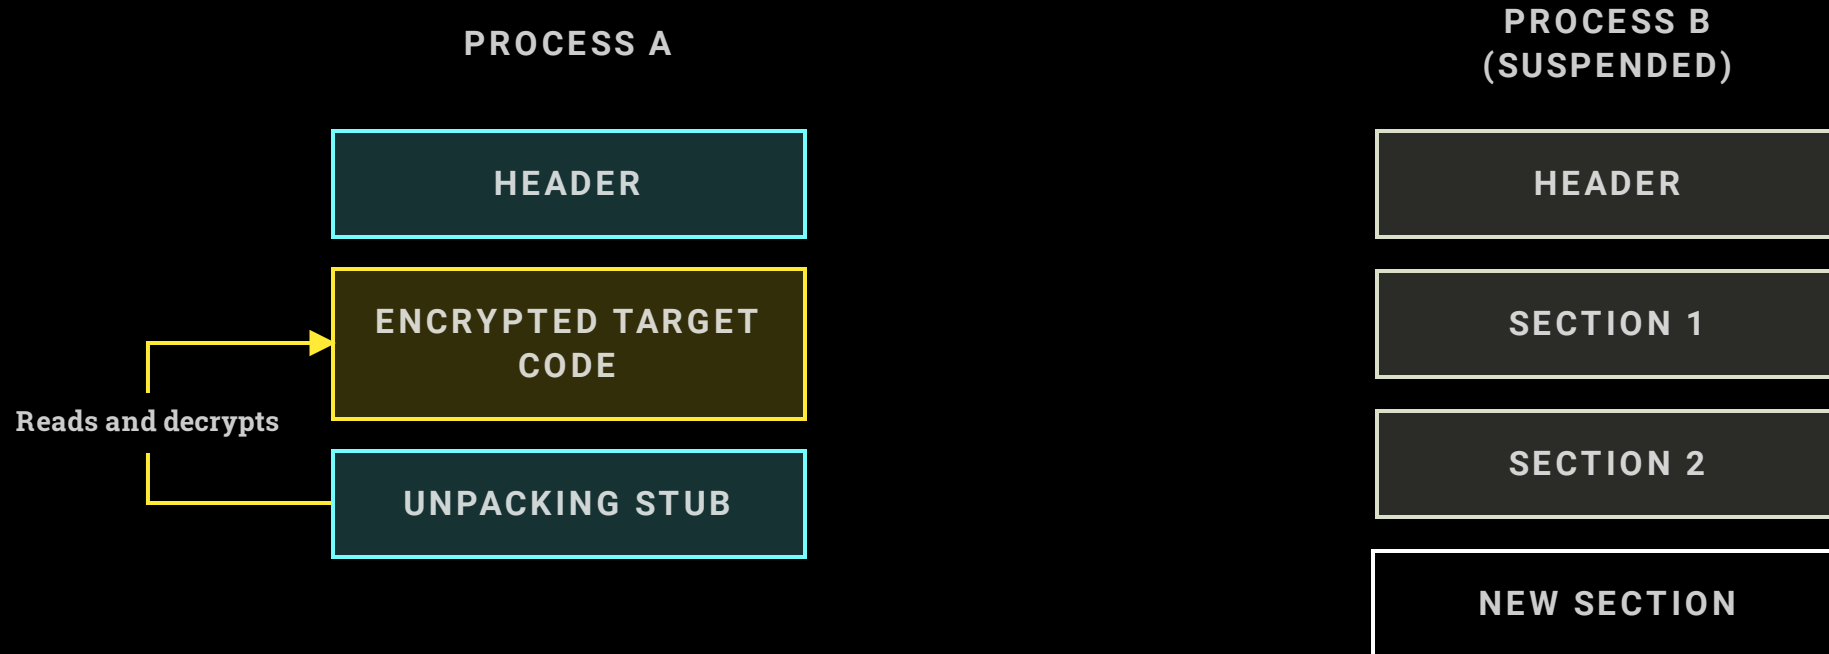 PROCESS A
HEADER
ENCRYPTED TARGET
CODE
Reads and decrypts
UNPACKING STUB
PROCESS B
(SUSPENDED)
HEADER
SECTION 1
SECTION 2
NEW SECTION